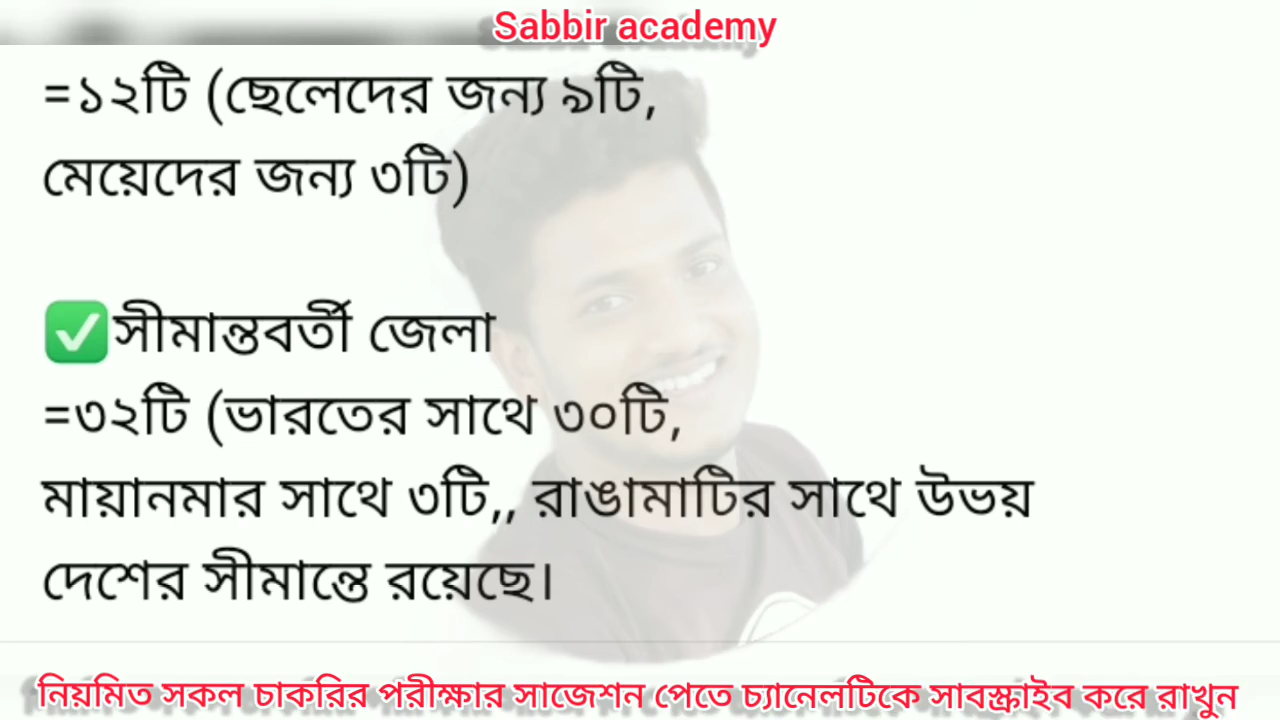 Sabbir academy
=১২টি (ছেলেদের জন্য ৯টি,
মেয়েদের জন্য ৩টি)
✅সীমান্তবর্তী জেলা
=৩২টি (ভারতের সাথে ৩০টি,
মায়ানমার সাথে ৩টি,, রাঙামাটির সাথে উভয়
দেশের সীমান্তে রয়েছে।
নিয়মিত সকল চাকরির পরীক্ষার সাজেশন পেতে চ্যানেলটিকে সাবস্ক্রাইব করে রাখুন